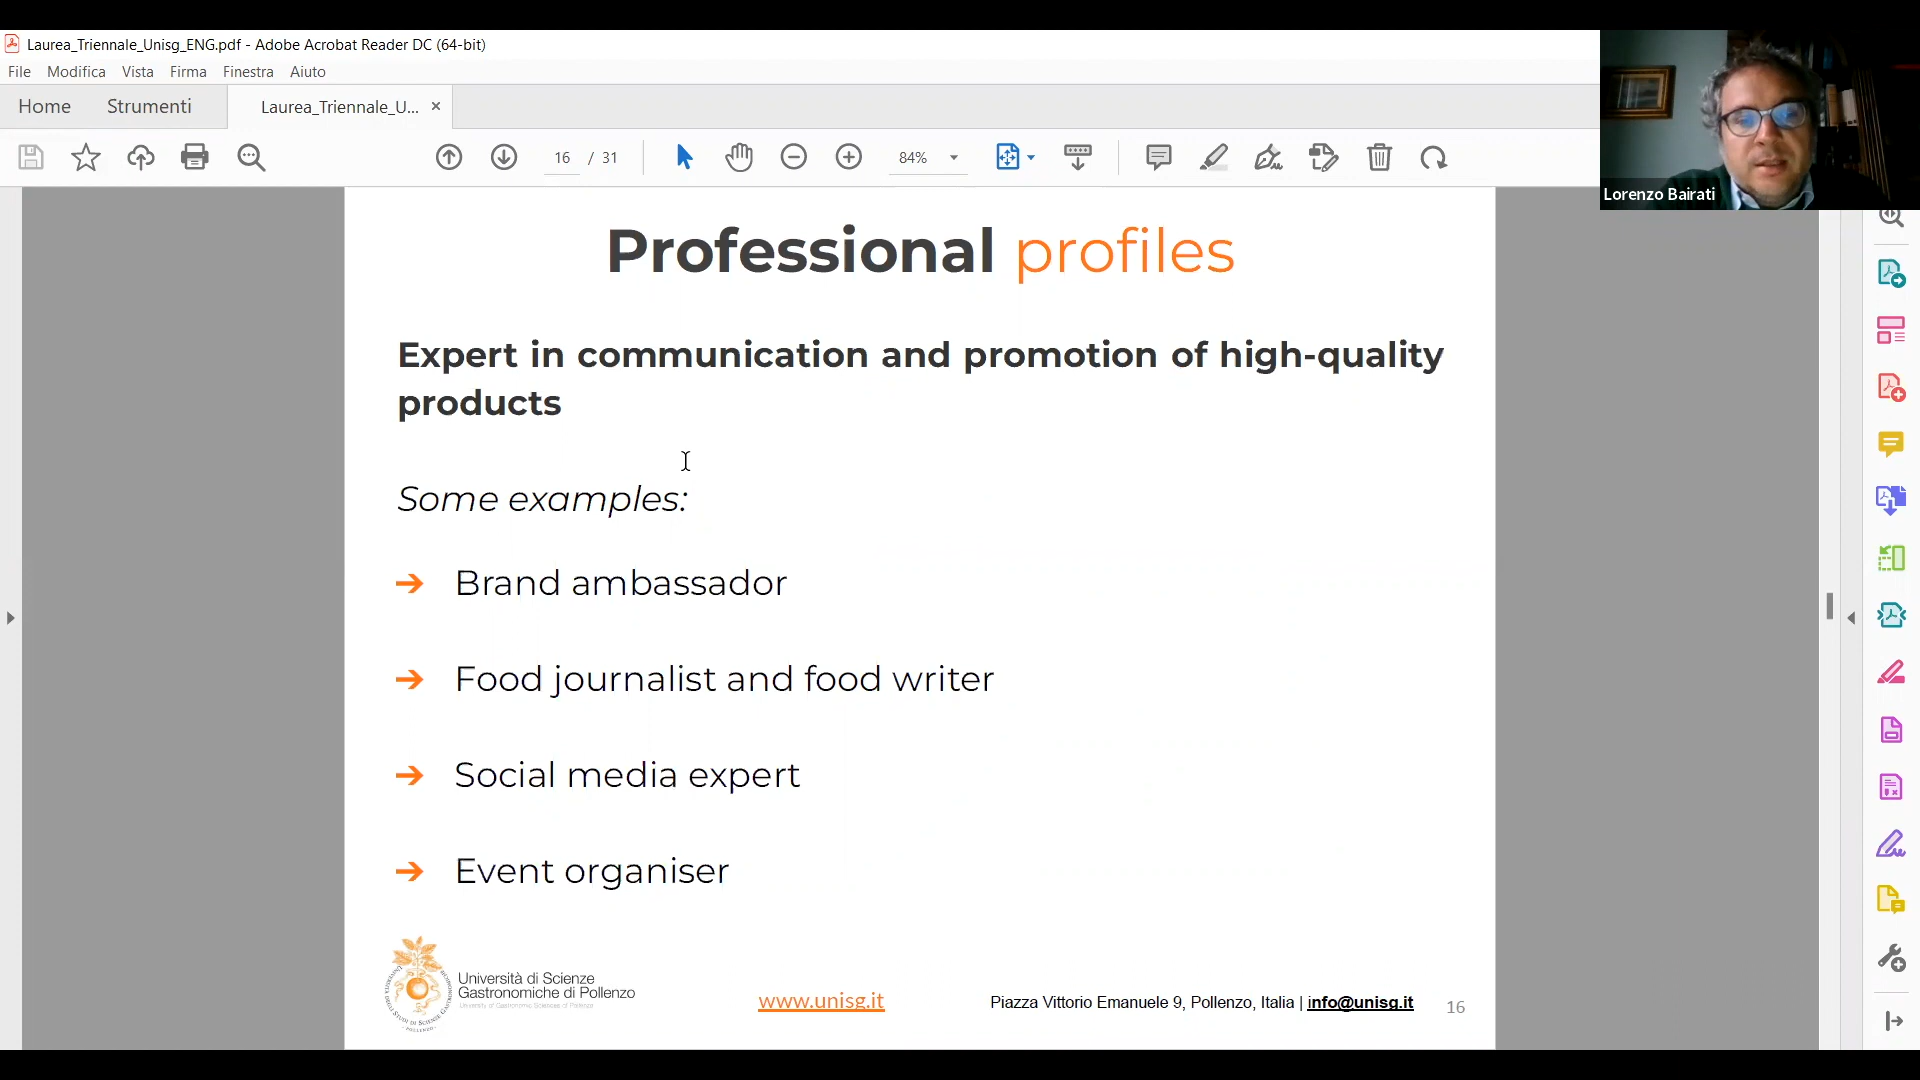 Laurea_Triennale_Unisg_ENG.pdf - Adobe Acrobat Reader DC (64-bit)
File Modifica Vista Firma Finestra Aiuto
Home Strumenti Laurea_Triennale_U... ×
16 / 31 84%
Lorenzo Bairati
Professional profiles
Expert in communication and promotion of high-quality
products
Some examples:
➔ Brand ambassador
➔ Food journalist and food writer
➔ Social media expert
➔ Event organiser
Università di Scienze
Gastronomiche di Pollenzo
University of Gastronomic Sciences of Pollenzo
www.unisg.it
Piazza Vittorio Emanuele 9, Pollenzo, Italia | info@unisg.it
16